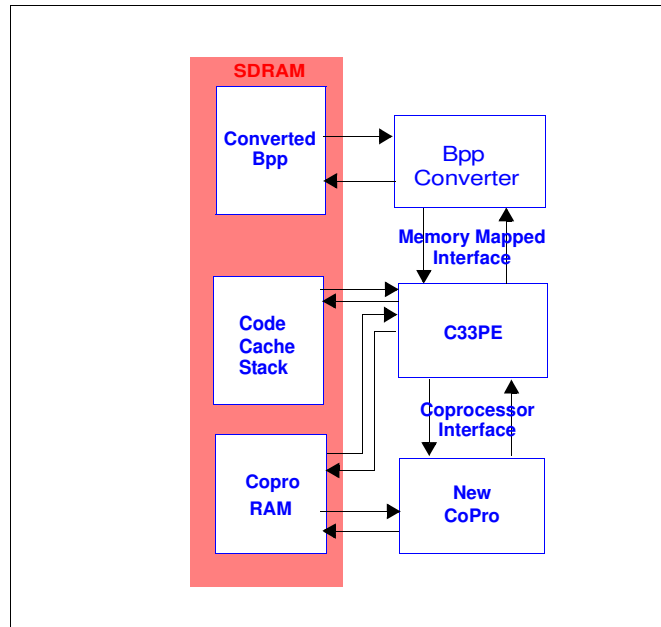 SDRAM
Converted
Bpp
Bpp
Converter
Memory Mapped
Interface
Code
Cache
Stack
C33PE
Coprocessor
Interface
Copro
RAM
New
CoPro